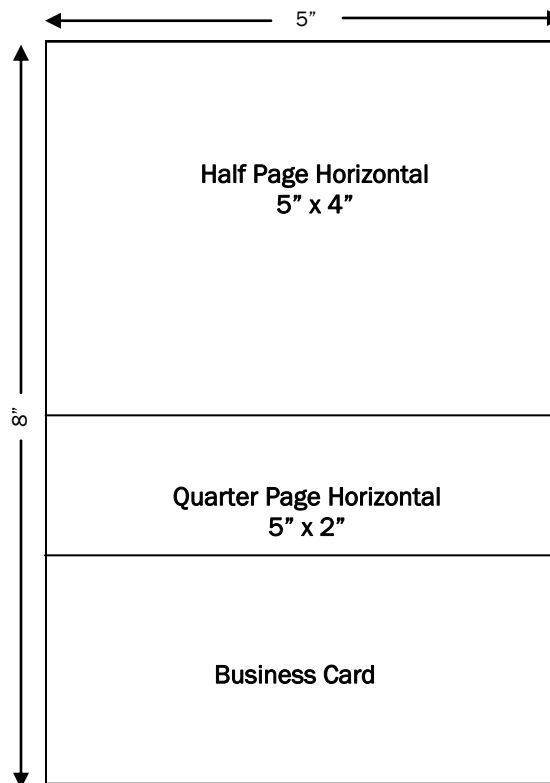 5”
Half Page Horizontal
5” x 4”
8”
Quarter Page Horizontal
5” x 2”
Business Card